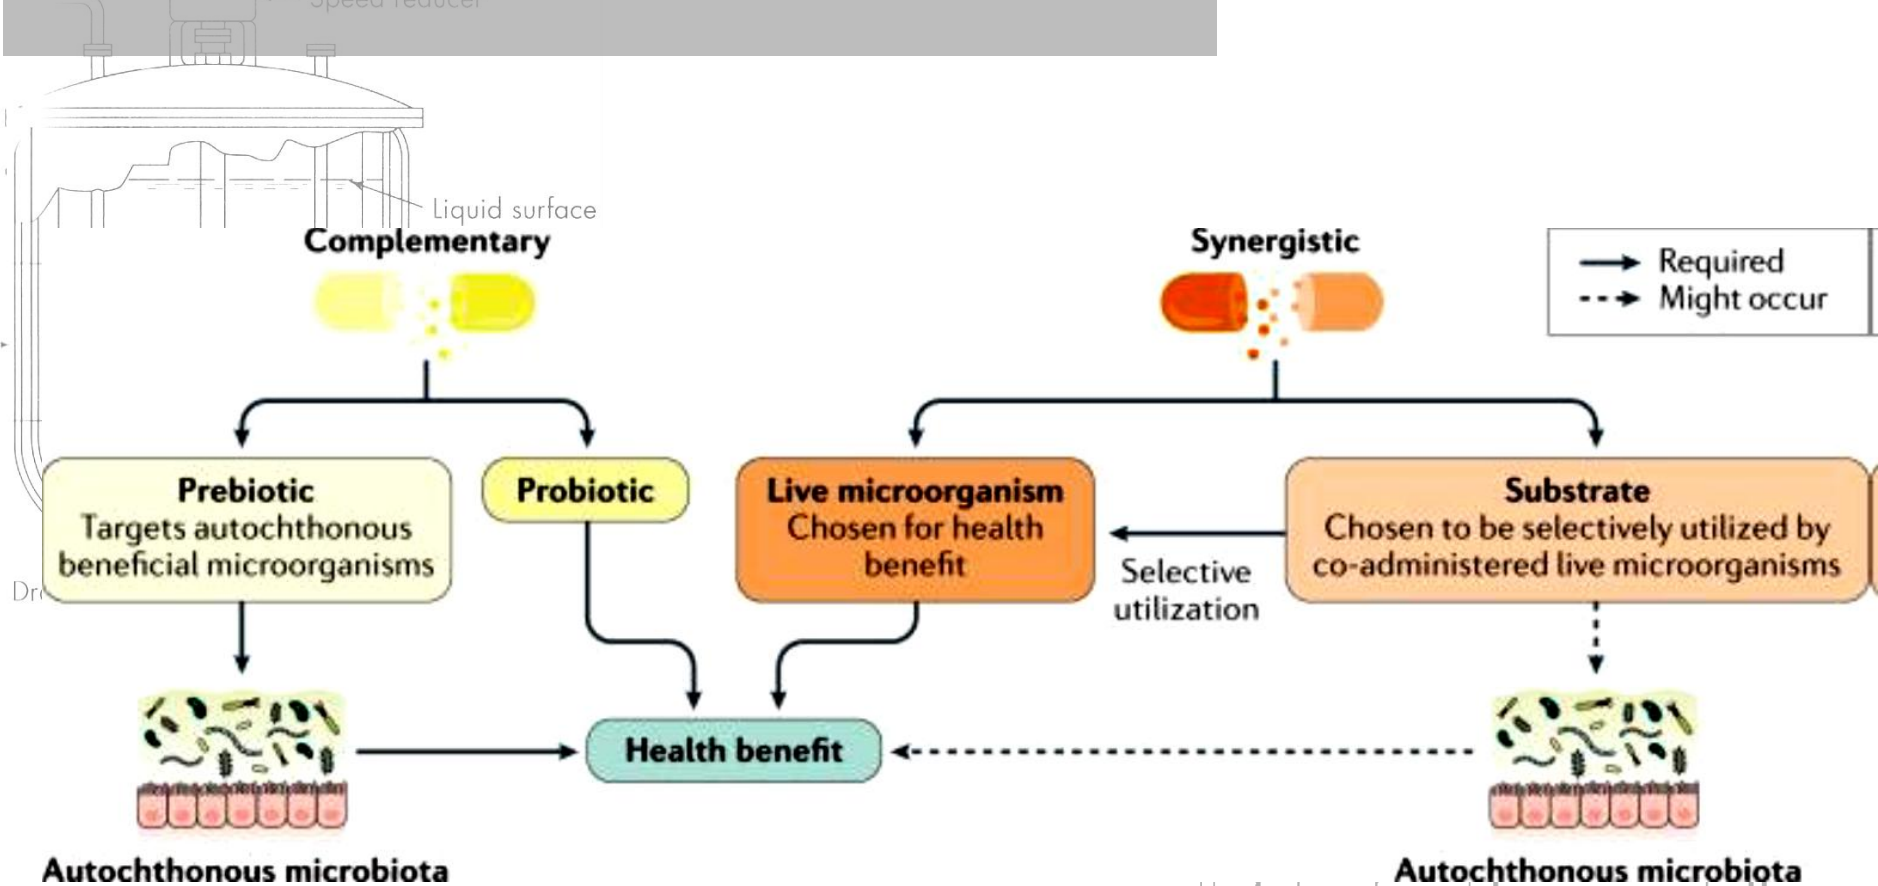 Speed reducer
Liquid surface
Complementary
Synergistic
Required
Might occur
Prebiotic
Targets autochthonous
beneficial microorganisms
Probiotic
Live microorganism
Chosen for health
benefit
Selective
utilization
Substrate
Chosen to be selectively utilized by
co-administered live microorganisms
Health benefit
Autochthonous microbiota
Autochthonous microbiota